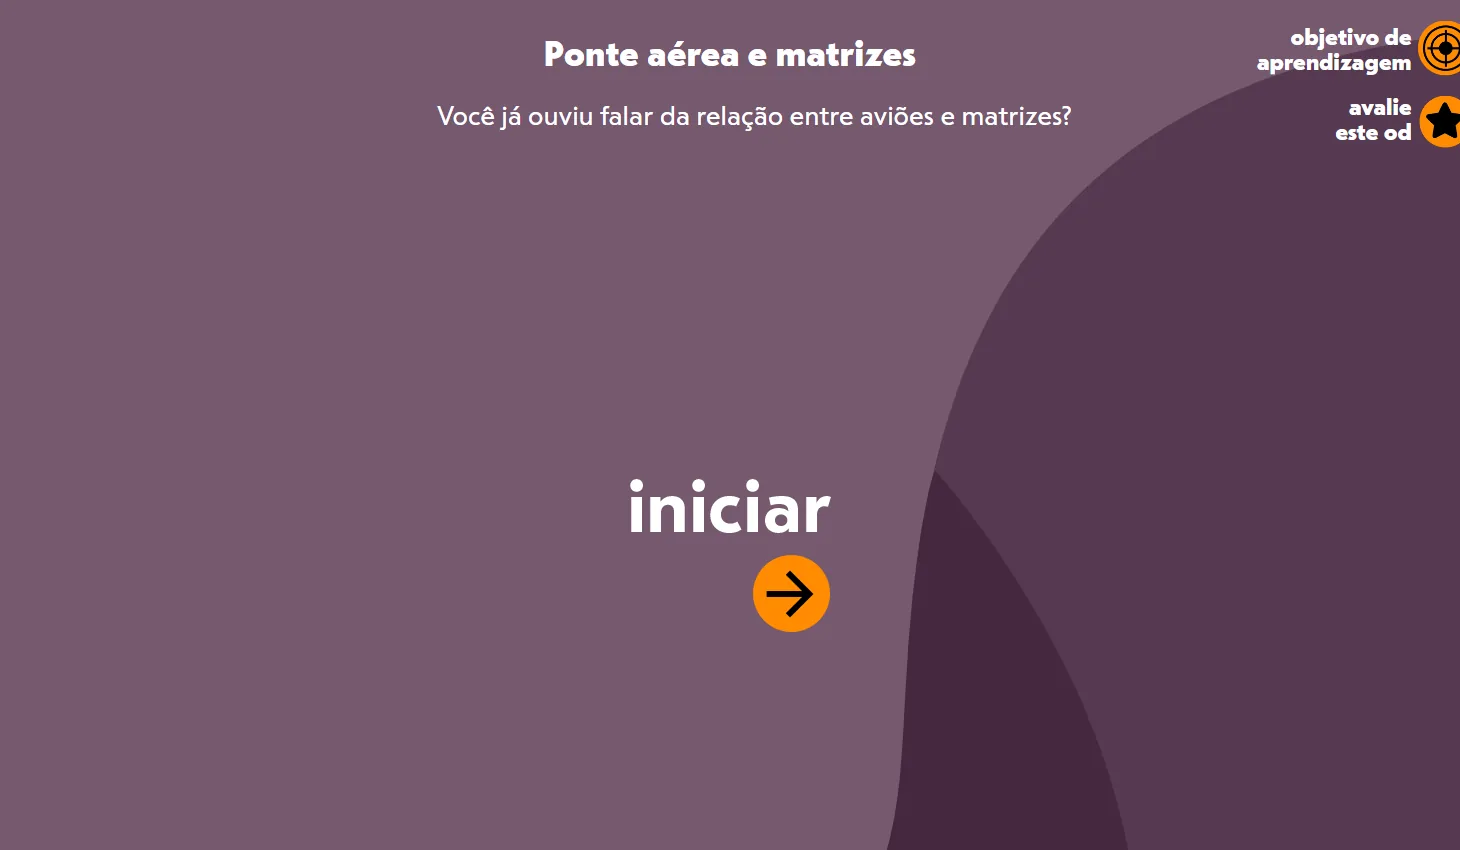 Ponte aérea e matrizes
Você já ouviu falar da relação entre aviões e matrizes?
objetivo de
aprendizagem
avalie
este od
iniciar